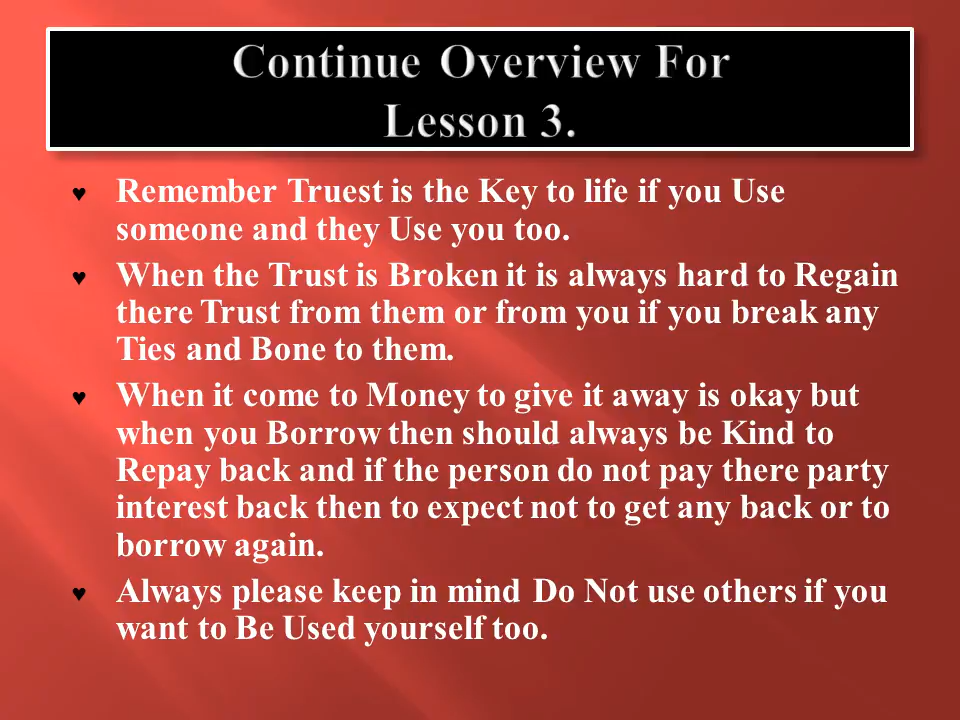 Continue Overview For
Lesson 3.
♥ Remember Truest is the Key to life if you Use
someone and they Use you too.
♥ When the Trust is Broken it is always hard to Regain
there Trust from them or from you if you break any
Ties and Bone to them.
♥ When it come to Money to give it away is okay but
when you Borrow then should always be Kind to
Repay back and if the person do not pay there party
interest back then to expect not to get any back or to
borrow again.
♥ Always please keep in mind Do Not use others if you
want to Be Used yourself too.